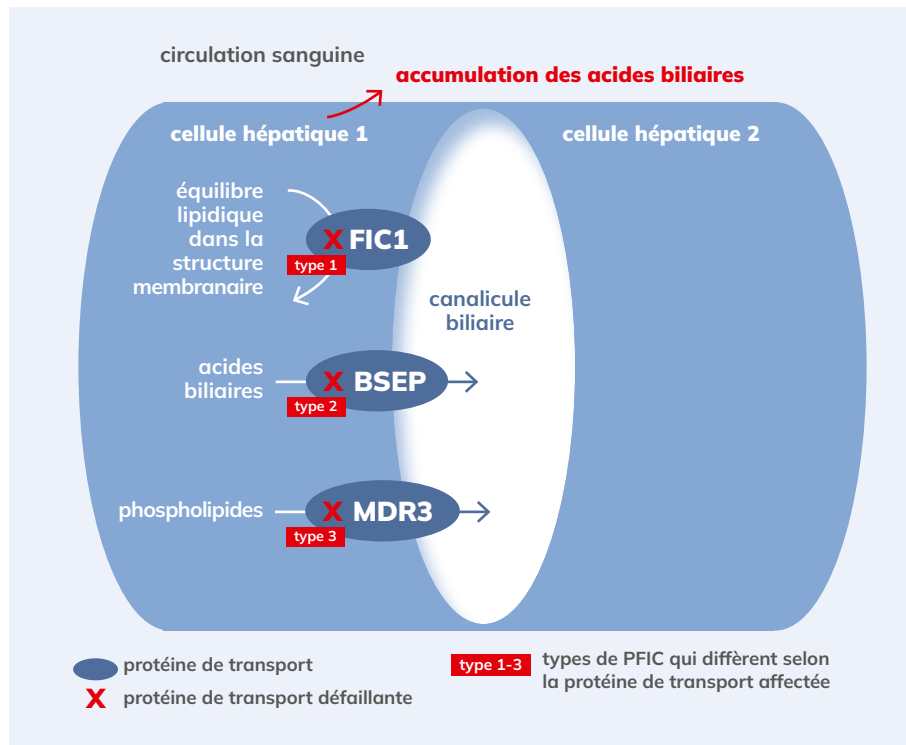 circulation sanguine
accumulation des acides biliaires
cellule hépatique 1
cellule hépatique 2
équilibre
lipidique
dans la
structure
membranaire
X FIC1
type 1
canalicule
biliaire
acides
biliaires
X BSEP
type 2
phospholipides
X MDR3
type 3
protéine de transport
X protéine de transport défaillante
type 1-3
types de PFIC qui diffèrent selon
la protéine de transport affectée